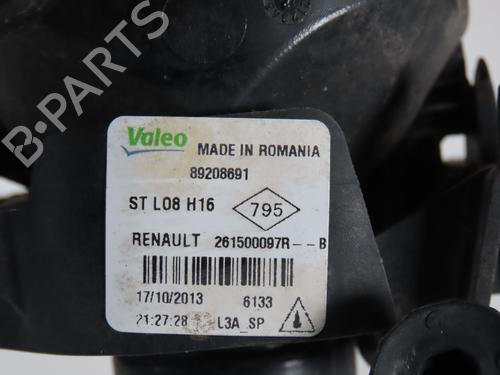 B-PARTS
Valeo MADE IN ROMANIA
89208691
ST L08 H16 795
RENAULT 261500097R--B
17/10/2013 6133
21:27:28 L3A_SP